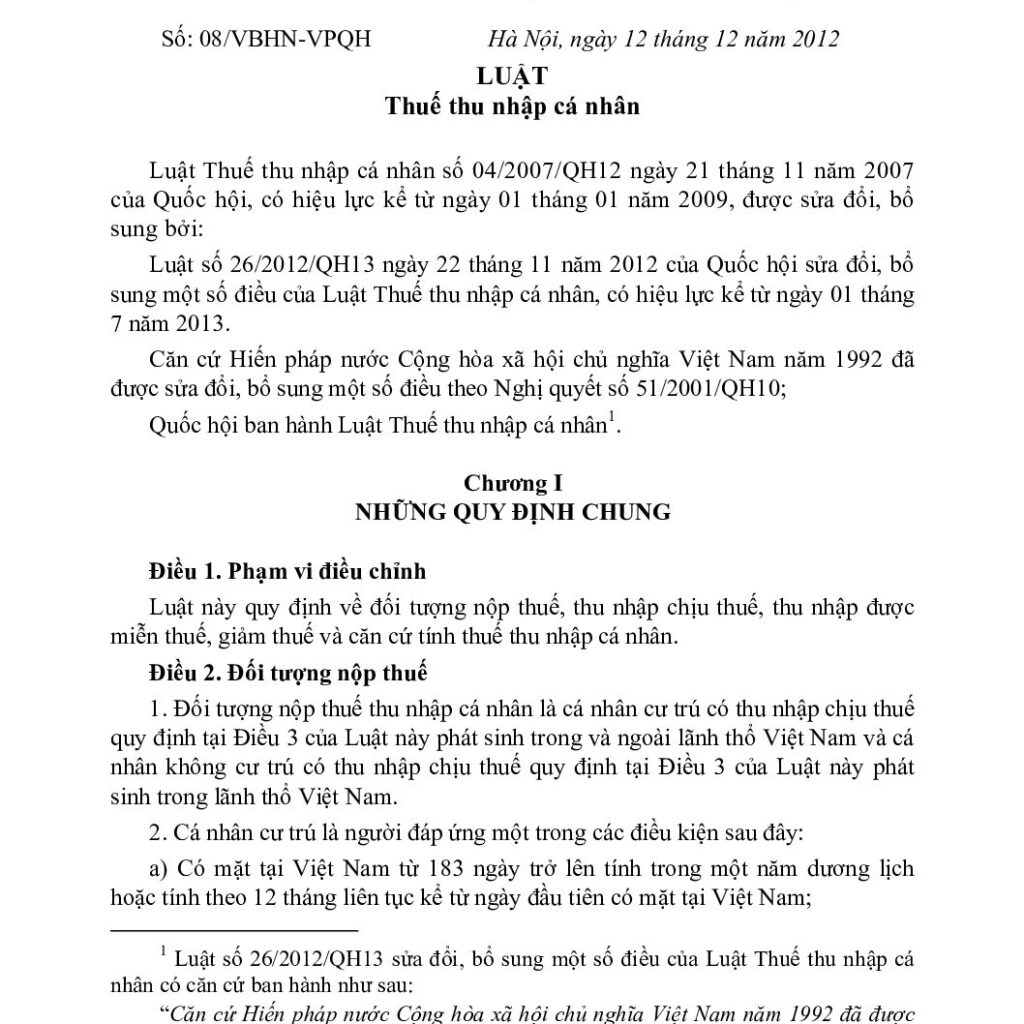 Số: 08/VBHN-VPQH Hà Nội, ngày 12 tháng 12 năm 2012
LUẬT
Thuế thu nhập cá nhân
Luật Thuế thu nhập cá nhân số 04/2007/QH12 ngày 21 tháng 11 năm 2007
của Quốc hội, có hiệu lực kể từ ngày 01 tháng 01 năm 2009, được sửa đổi, bổ
sung bởi:
Luật số 26/2012/QH13 ngày 22 tháng 11 năm 2012 của Quốc hội sửa đổi, bổ
sung một số điều của Luật Thuế thu nhập cá nhân, có hiệu lực kể từ ngày 01 tháng
7 năm 2013.
Căn cứ Hiến pháp nước Cộng hòa xã hội chủ nghĩa Việt Nam năm 1992 đã
được sửa đổi, bổ sung một số điều theo Nghị quyết số 51/2001/QH10;
Quốc hội ban hành Luật Thuế thu nhập cá nhân¹.
Chương I
NHỮNG QUY ĐỊNH CHUNG
Điều 1. Phạm vi điều chỉnh
Luật này quy định về đối tượng nộp thuế, thu nhập chịu thuế, thu nhập được
miễn thuế, giảm thuế và căn cứ tính thuế thu nhập cá nhân.
Điều 2. Đối tượng nộp thuế
1. Đối tượng nộp thuế thu nhập cá nhân là cá nhân cư trú có thu nhập chịu thuế
quy định tại Điều 3 của Luật này phát sinh trong và ngoài lãnh thổ Việt Nam và cá
nhân không cư trú có thu nhập chịu thuế quy định tại Điều 3 của Luật này phát
sinh trong lãnh thổ Việt Nam.
2. Cá nhân cư trú là người đáp ứng một trong các điều kiện sau đây:
a) Có mặt tại Việt Nam từ 183 ngày trở lên tính trong một năm dương lịch
hoặc tính theo 12 tháng liên tục kể từ ngày đầu tiên có mặt tại Việt Nam;
¹ Luật số 26/2012/QH13 sửa đổi, bổ sung một số điều của Luật Thuế thu nhập cá
nhân có căn cứ ban hành như sau:
“Căn cứ Hiến pháp nước Cộng hòa xã hội chủ nghĩa Việt Nam năm 1992 đã được